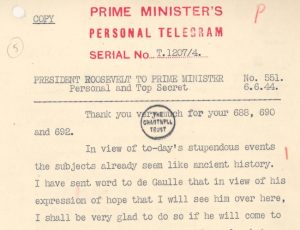 COPY
PRIME MINISTER'S
PERSONAL TELEGRAM
SERIAL No. T.1207/4.
PRESIDENT ROOSEVELT TO PRIME MINISTER No. 551.
Personal and Top Secret 6.6.44.
Thank you very much for your 688, 690
and 692.
THE
CHARTWELL
TRUST
In view of to-day's stupendous events
the subjects already seem like ancient history.
I have sent word to de Gaulle that in view of his
expression of hope that I will see him over here,
I shall be very glad to do so if he will come to